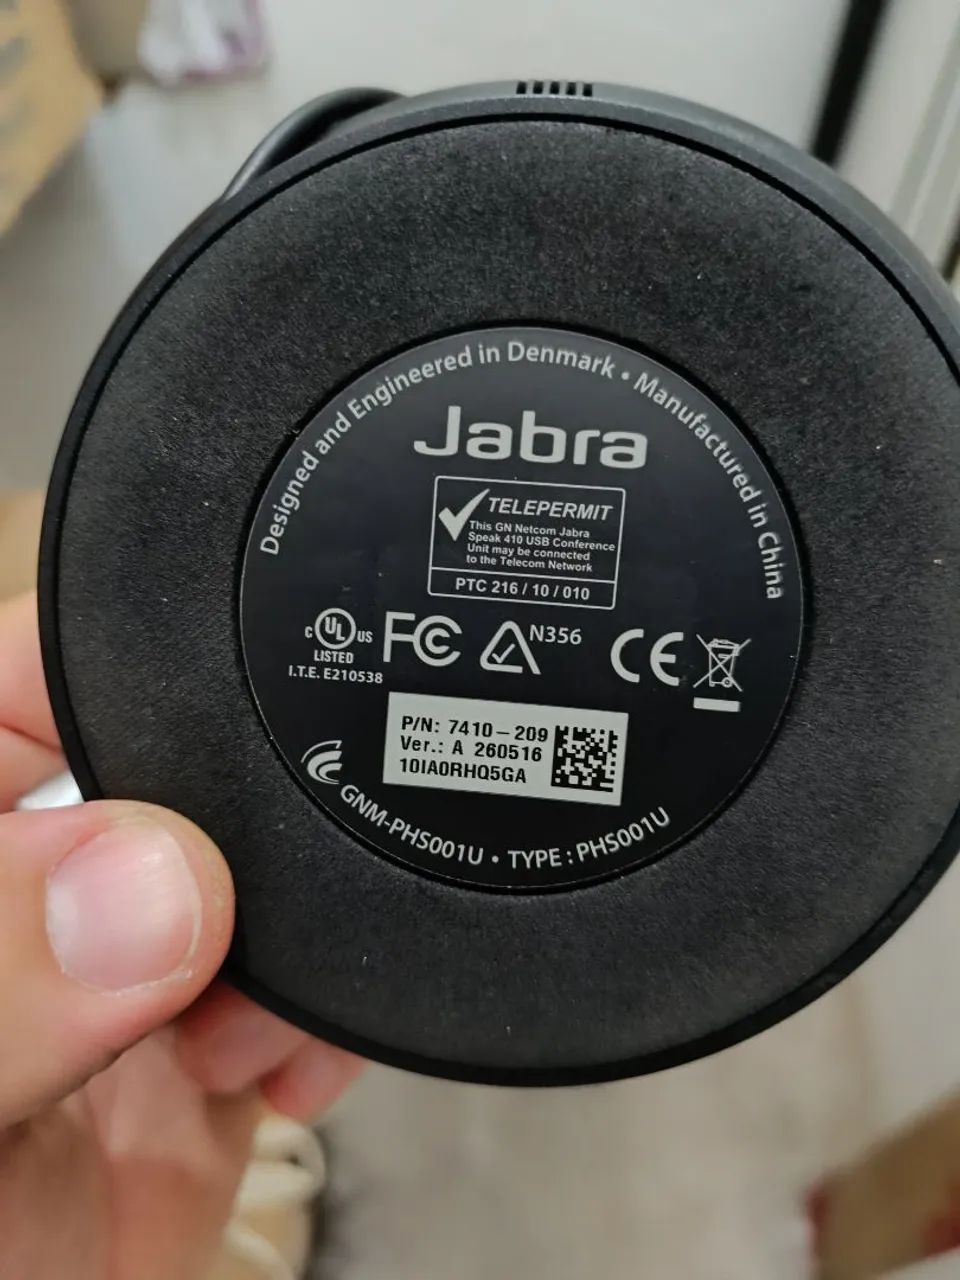 Designed and Engineered in Denmark • Manufactured in China
Jabra
TELEPERMIT
This GN Netcom Jabra
Speak 410 USB Conference
Unit may be connected
to the Telecom Network
PTC 216 / 10 / 010
C UL US
LISTED
I.T.E. E210538
FC
N356
CE
P/N: 7410-209
Ver.: A 260516
10IA0RHQ5GA
GNM-PHS001U • TYPE : PHS001U